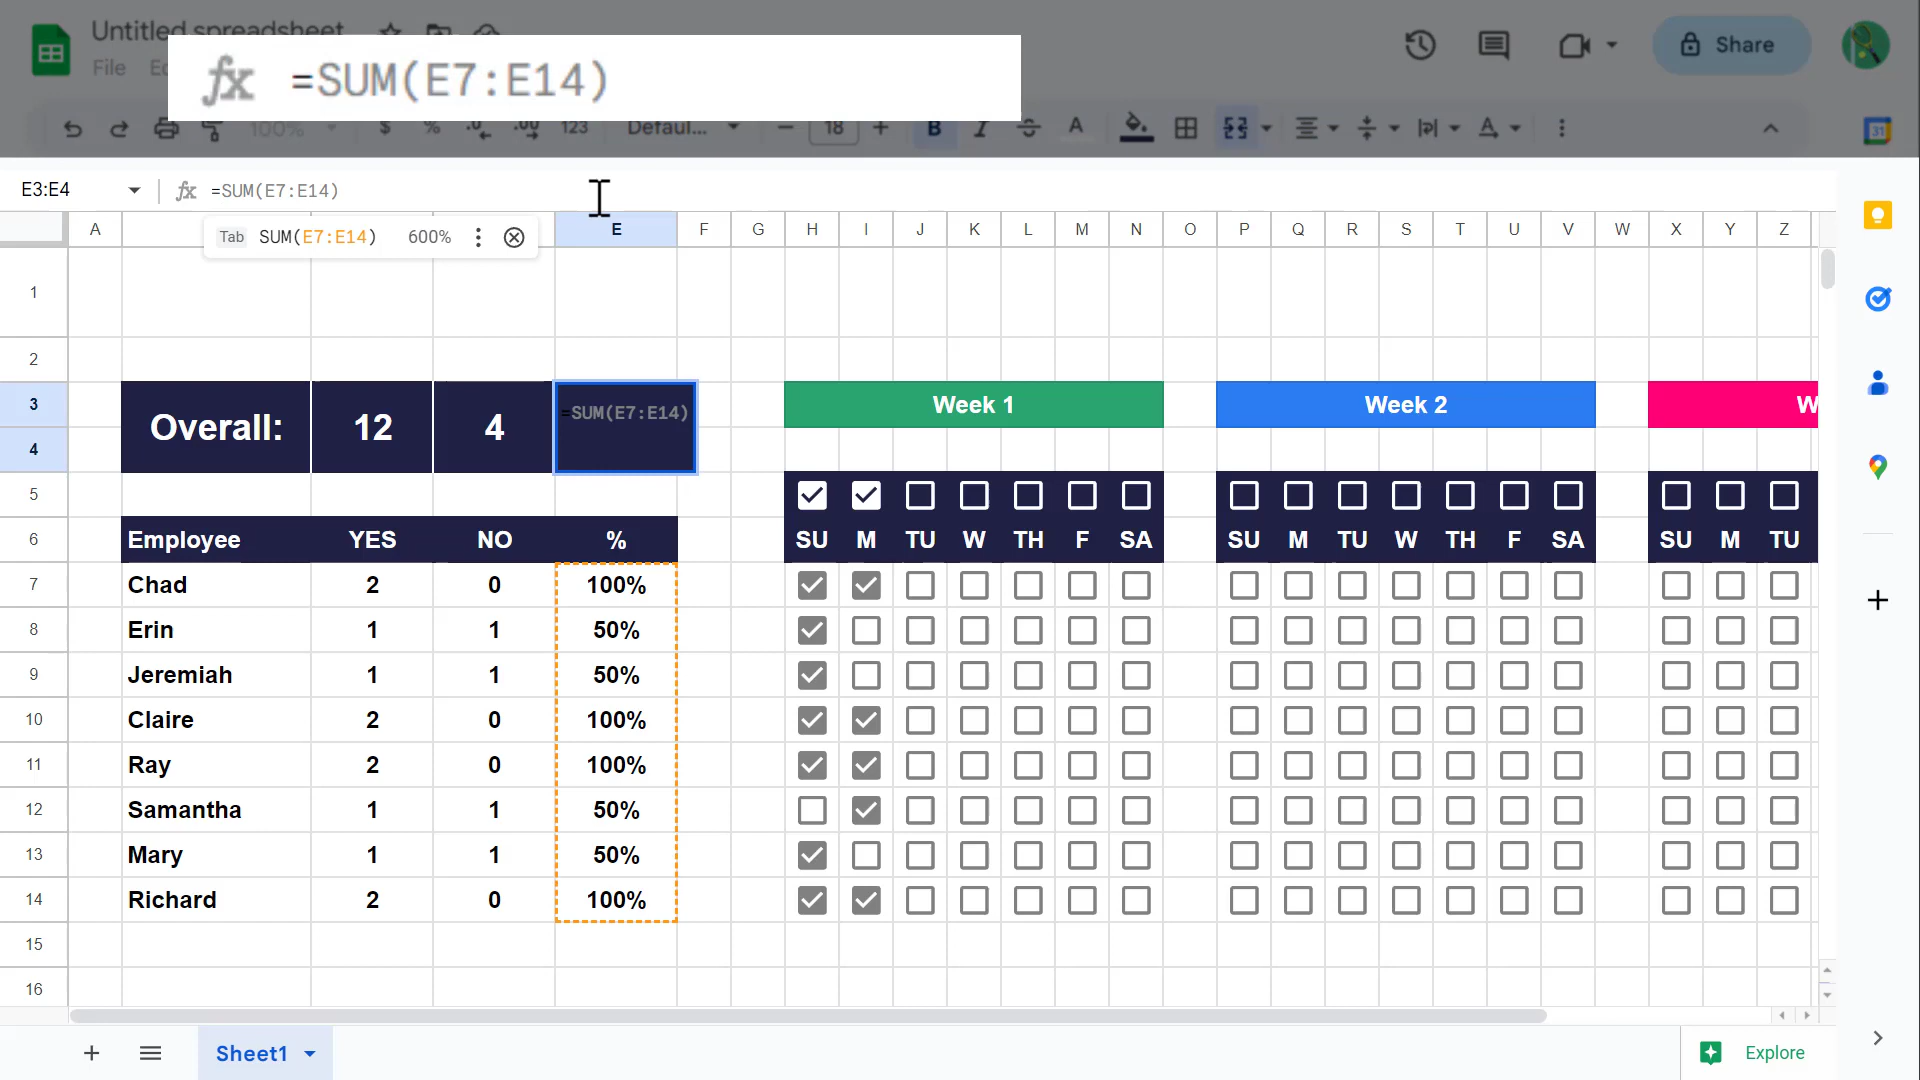 Untitled spreadsheet
File
fx =SUM(E7:E14)
Share
100% $ % .0 .00 123 Defaul... 18 B I S A
31
E3:E4 fx =SUM(E7:E14)
Tab SUM(E7:E14) 600%
A E F G H I J K L M N O P Q R S T U V W X Y Z
1
2
3 Overall: 12 4 =SUM(E7:E14) Week 1 Week 2 W
4
5
6 Employee YES NO % SU M TU W TH F SA SU M TU W TH F SA SU M TU
7 Chad 2 0 100%
8 Erin 1 1 50%
9 Jeremiah 1 1 50%
10 Claire 2 0 100%
11 Ray 2 0 100%
12 Samantha 1 1 50%
13 Mary 1 1 50%
14 Richard 2 0 100%
15
16
Sheet1 Explore